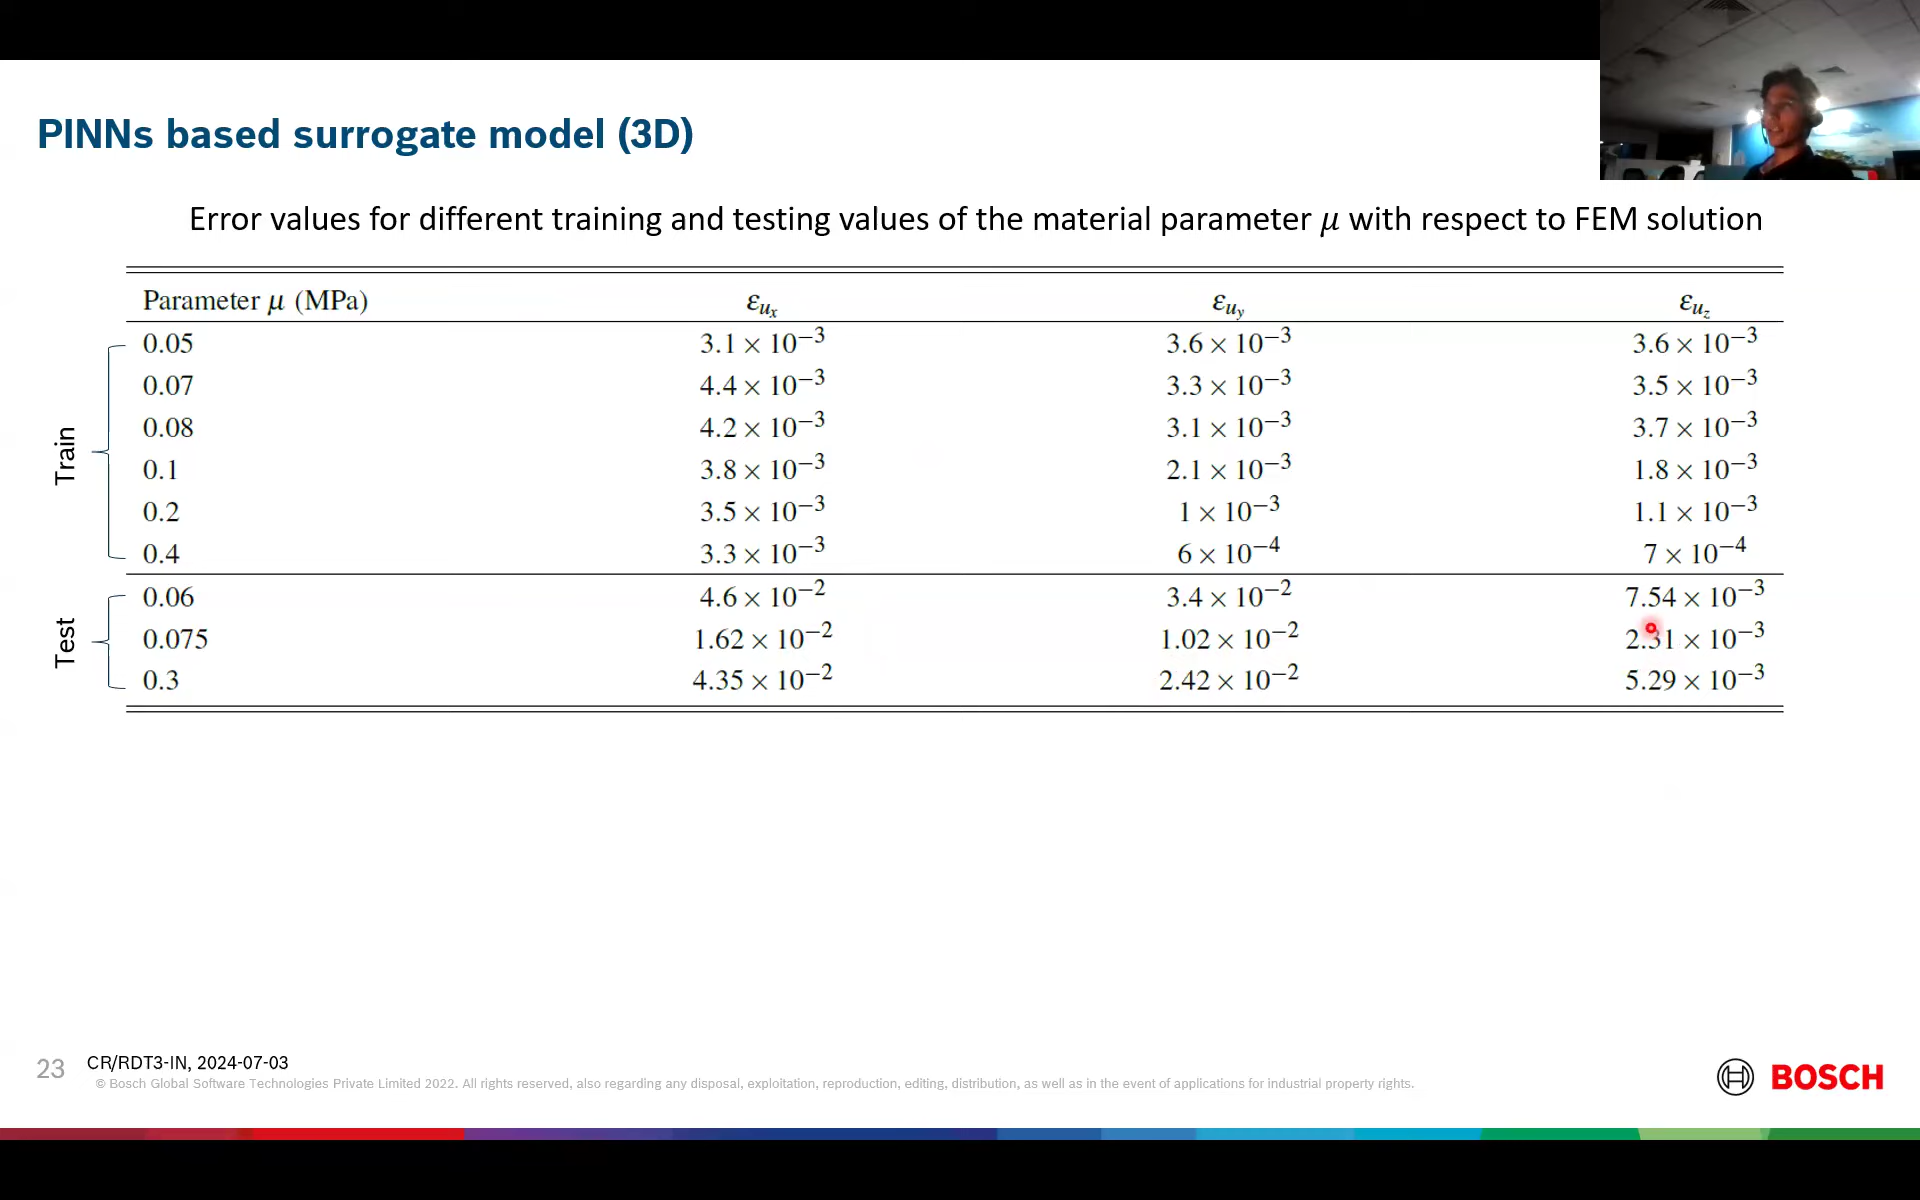 PINNs based surrogate model (3D)
Error values for different training and testing values of the material parameter μ with respect to FEM solution
Parameter μ (MPa) ε_{u_x} ε_{u_y} ε_{u_z}
Train
0.05 3.1 × 10⁻³ 3.6 × 10⁻³ 3.6 × 10⁻³
0.07 4.4 × 10⁻³ 3.3 × 10⁻³ 3.5 × 10⁻³
0.08 4.2 × 10⁻³ 3.1 × 10⁻³ 3.7 × 10⁻³
0.1 3.8 × 10⁻³ 2.1 × 10⁻³ 1.8 × 10⁻³
0.2 3.5 × 10⁻³ 1 × 10⁻³ 1.1 × 10⁻³
0.4 3.3 × 10⁻³ 6 × 10⁻⁴ 7 × 10⁻⁴
Test
0.06 4.6 × 10⁻² 3.4 × 10⁻² 7.54 × 10⁻³
0.075 1.62 × 10⁻² 1.02 × 10⁻² 2.31 × 10⁻³
0.3 4.35 × 10⁻² 2.42 × 10⁻² 5.29 × 10⁻³
23 CR/RDT3-IN, 2024-07-03
© Bosch Global Software Technologies Private Limited 2022. All rights reserved, also regarding any disposal, exploitation, reproduction, editing, distribution, as well as in the event of applications for industrial property rights.
BOSCH